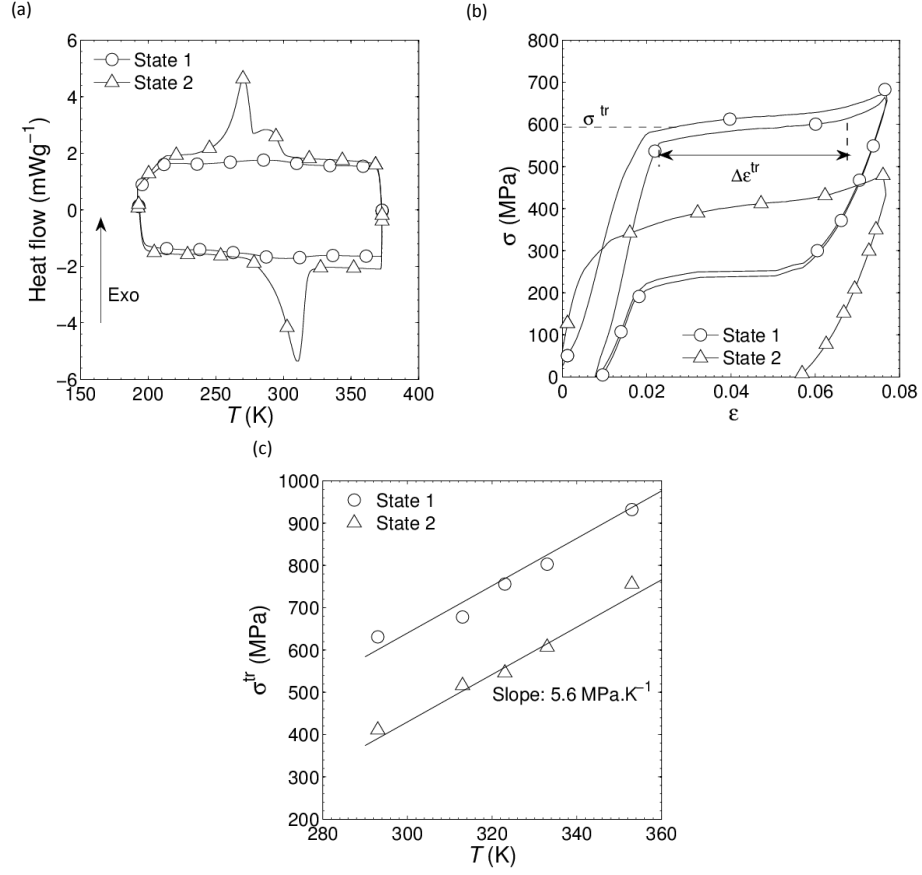 (a)
6
4
2
0
−2
−4
−6
Heat flow (mWg⁻¹)
State 1
State 2
Exo
150
200
250
300
350
400
T (K)
(b)
800
700
600
500
400
300
200
100
0
σ (MPa)
σ tr
Δεtr
State 1
State 2
0
0.02
0.04
0.06
0.08
ε
(c)
1000
900
800
700
600
500
400
300
200
σtr (MPa)
State 1
State 2
Slope: 5.6 MPa.K⁻¹
280
300
320
340
360
T (K)